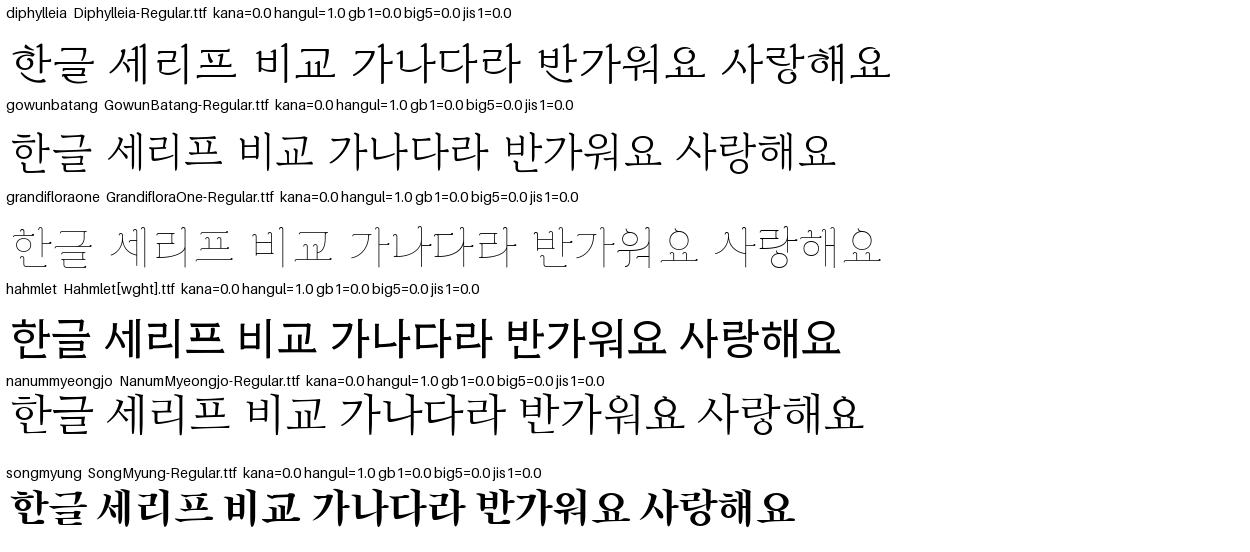 diphylleia  Diphylleia-Regular.ttf  kana=0.0 hangul=1.0 gb1=0.0 big5=0.0 jis1=0.0
한글 세리프 비교 가나다라 반가워요 사랑해요
gowunbatang  GowunBatang-Regular.ttf  kana=0.0 hangul=1.0 gb1=0.0 big5=0.0 jis1=0.0
한글 세리프 비교 가나다라 반가워요 사랑해요
grandifloraone  GrandifloraOne-Regular.ttf  kana=0.0 hangul=1.0 gb1=0.0 big5=0.0 jis1=0.0
한글 세리프 비교 가나다라 반가워요 사랑해요
hahmlet  Hahmlet[wght].ttf  kana=0.0 hangul=1.0 gb1=0.0 big5=0.0 jis1=0.0
한글 세리프 비교 가나다라 반가워요 사랑해요
nanummyeongjo  NanumMyeongjo-Regular.ttf  kana=0.0 hangul=1.0 gb1=0.0 big5=0.0 jis1=0.0
한글 세리프 비교 가나다라 반가워요 사랑해요
songmyung  SongMyung-Regular.ttf  kana=0.0 hangul=1.0 gb1=0.0 big5=0.0 jis1=0.0
한글 세리프 비교 가나다라 반가워요 사랑해요